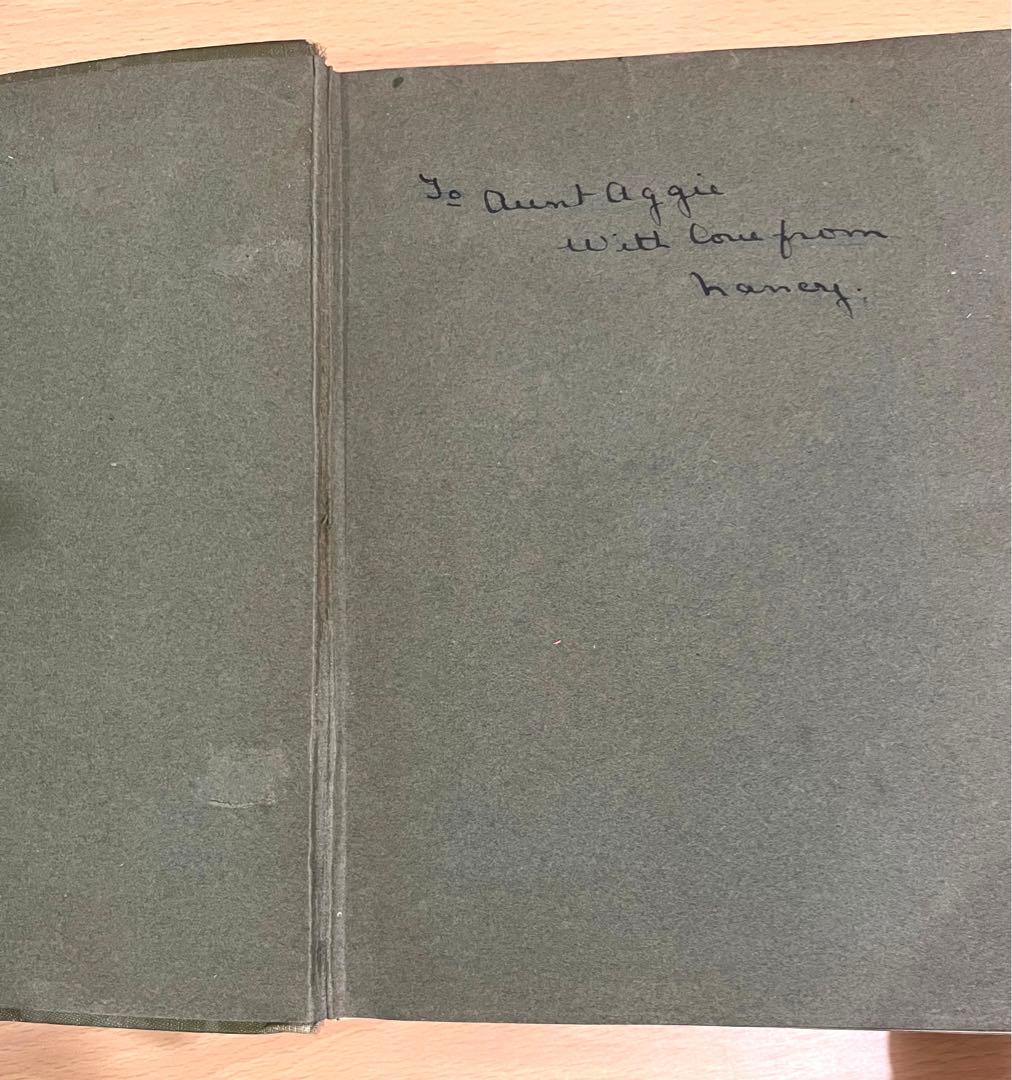 To Aunt Aggie
With love from
Nancy.